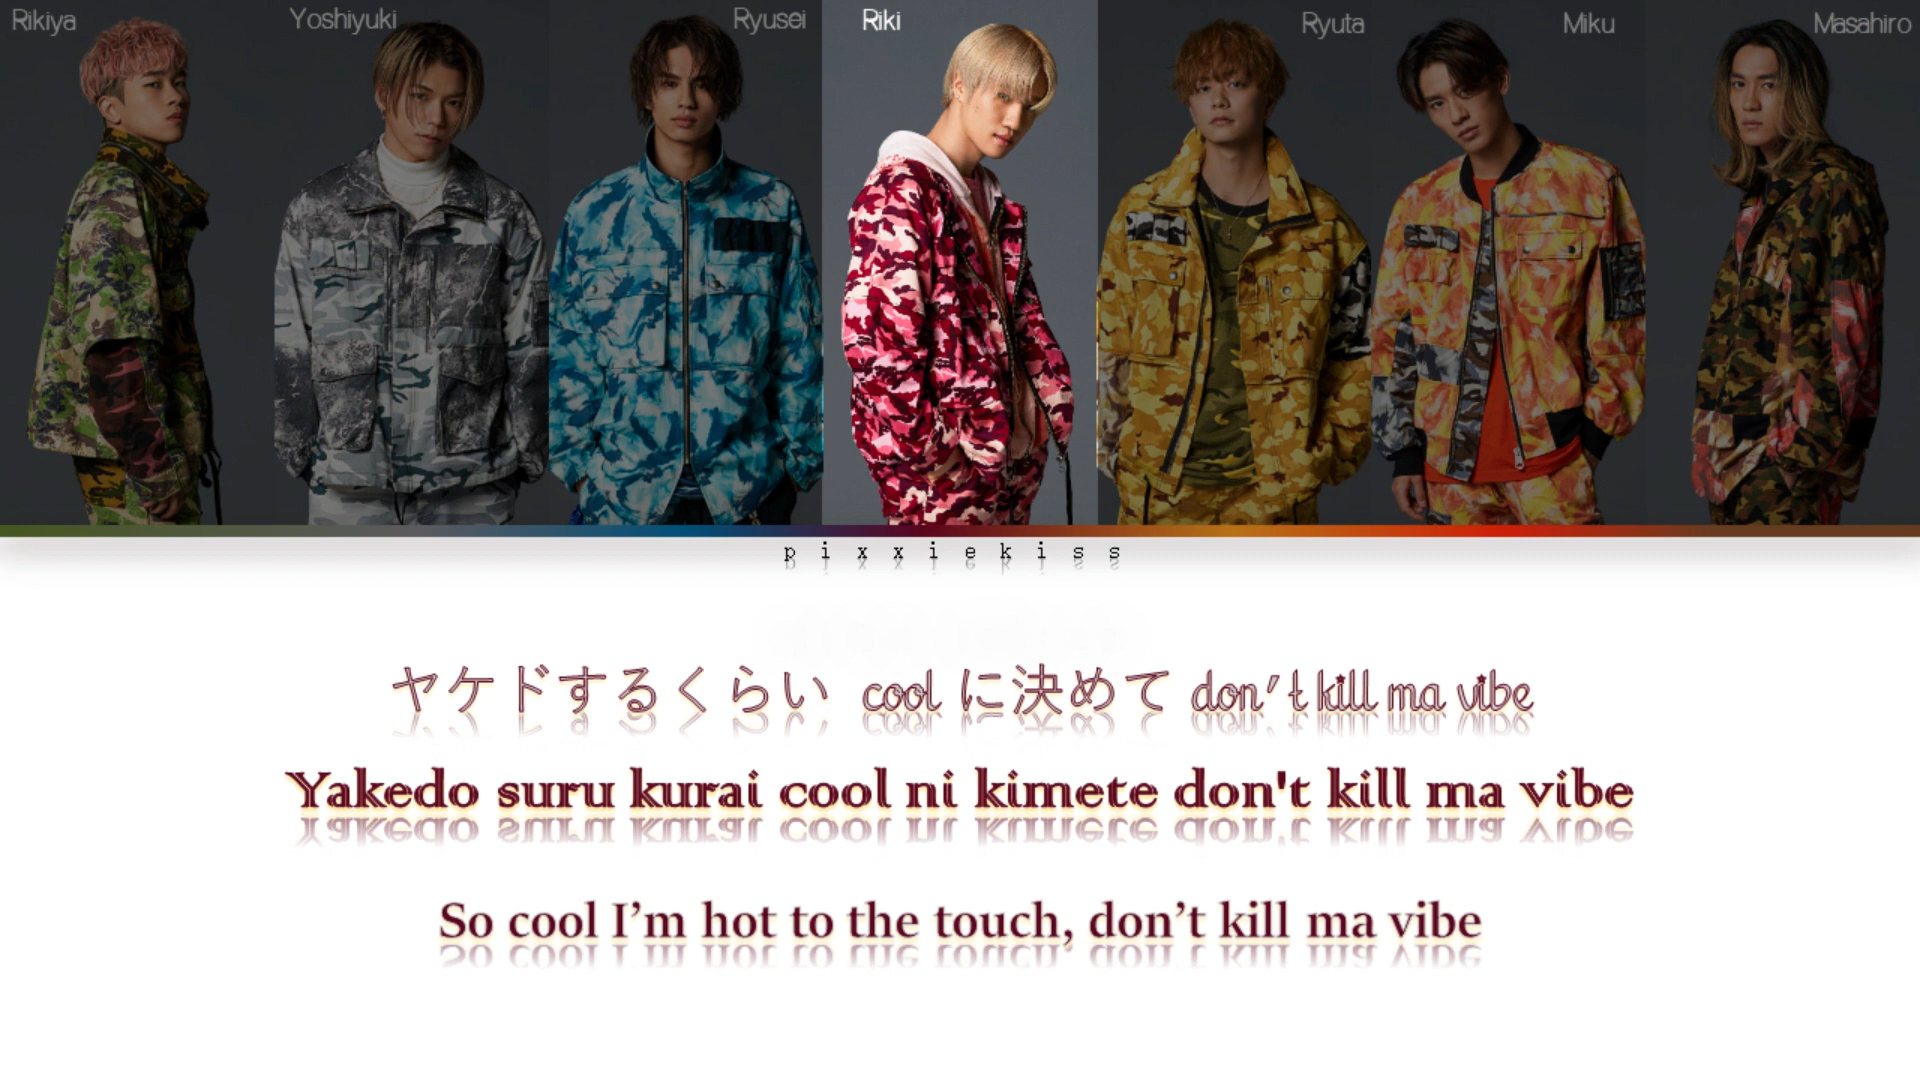 Rikiya Yoshiyuki Ryusei Riki Ryuta Miku Masahiro
pixxiekiss
ヤケドするくらい cool に決めて don't kill ma vibe
Yakedo suru kurai cool ni kimete don't kill ma vibe
So cool I’m hot to the touch, don’t kill ma vibe